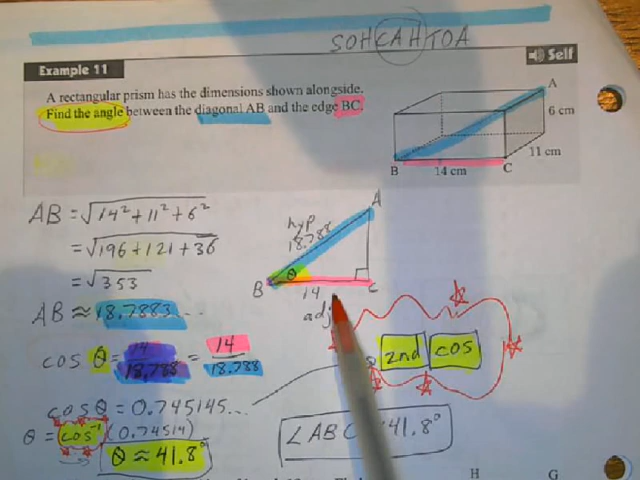 SOHCAHTOA
Example 11
Self
A rectangular prism has the dimensions shown alongside.
Find the angle between the diagonal AB and the edge BC.
A
6 cm
11 cm
B
14 cm
C
AB = √14² + 11² + 6²
= √196 + 121 + 36
= √353
AB ≈ 18.7883...
A
hyp
18.788
θ
B
14
C
adj
cos θ = 14/18.788 = 14/18.788
2nd cos
cos θ = 0.745145...
θ = cos⁻¹(0.74514)
θ ≈ 41.8°
∠ABC
41.8°
H
G